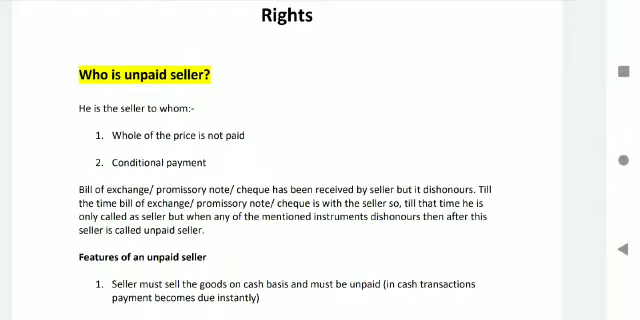 Rights
Who is unpaid seller?
He is the seller to whom:-
1. Whole of the price is not paid
2. Conditional payment
Bill of exchange/ promissory note/ cheque has been received by seller but it dishonours. Till
the time bill of exchange/ promissory note/ cheque is with the seller so, till that time he is
only called as seller but when any of the mentioned instruments dishonours then after this
seller is called unpaid seller.
Features of an unpaid seller
1. Seller must sell the goods on cash basis and must be unpaid (in cash transactions
payment becomes due instantly)